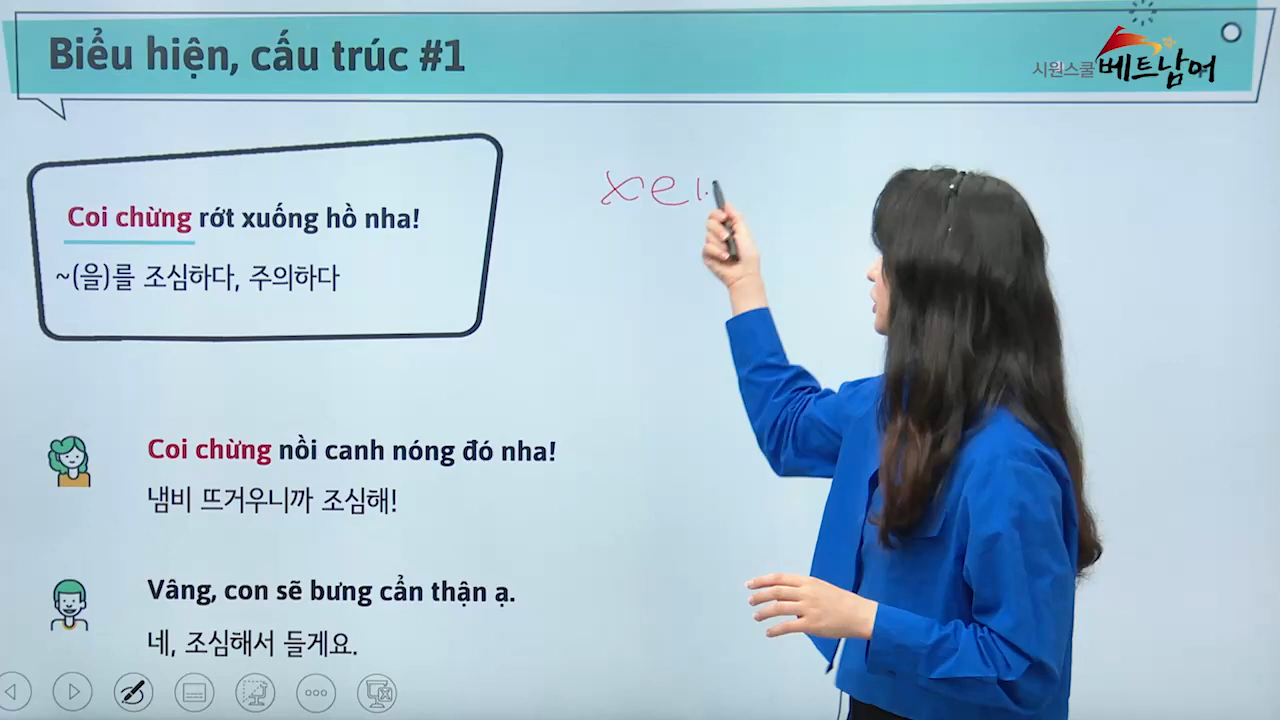 Biểu hiện, cấu trúc #1
시원스쿨 베트남어
Coi chừng rớt xuống hồ nha!
~(을)를 조심하다, 주의하다
Coi chừng nồi canh nóng đó nha!
냄비 뜨거우니까 조심해!
Vâng, con sẽ bưng cẩn thận ạ.
네, 조심해서 들게요.